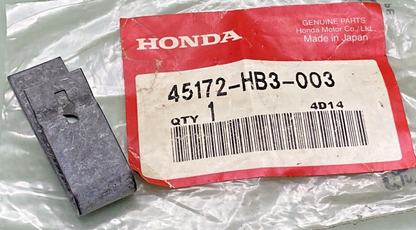 GENUINE PARTS
Honda Motor Co., Ltd.
Made in Japan
HONDA
45172-HB3-003
QTY 1 4D14